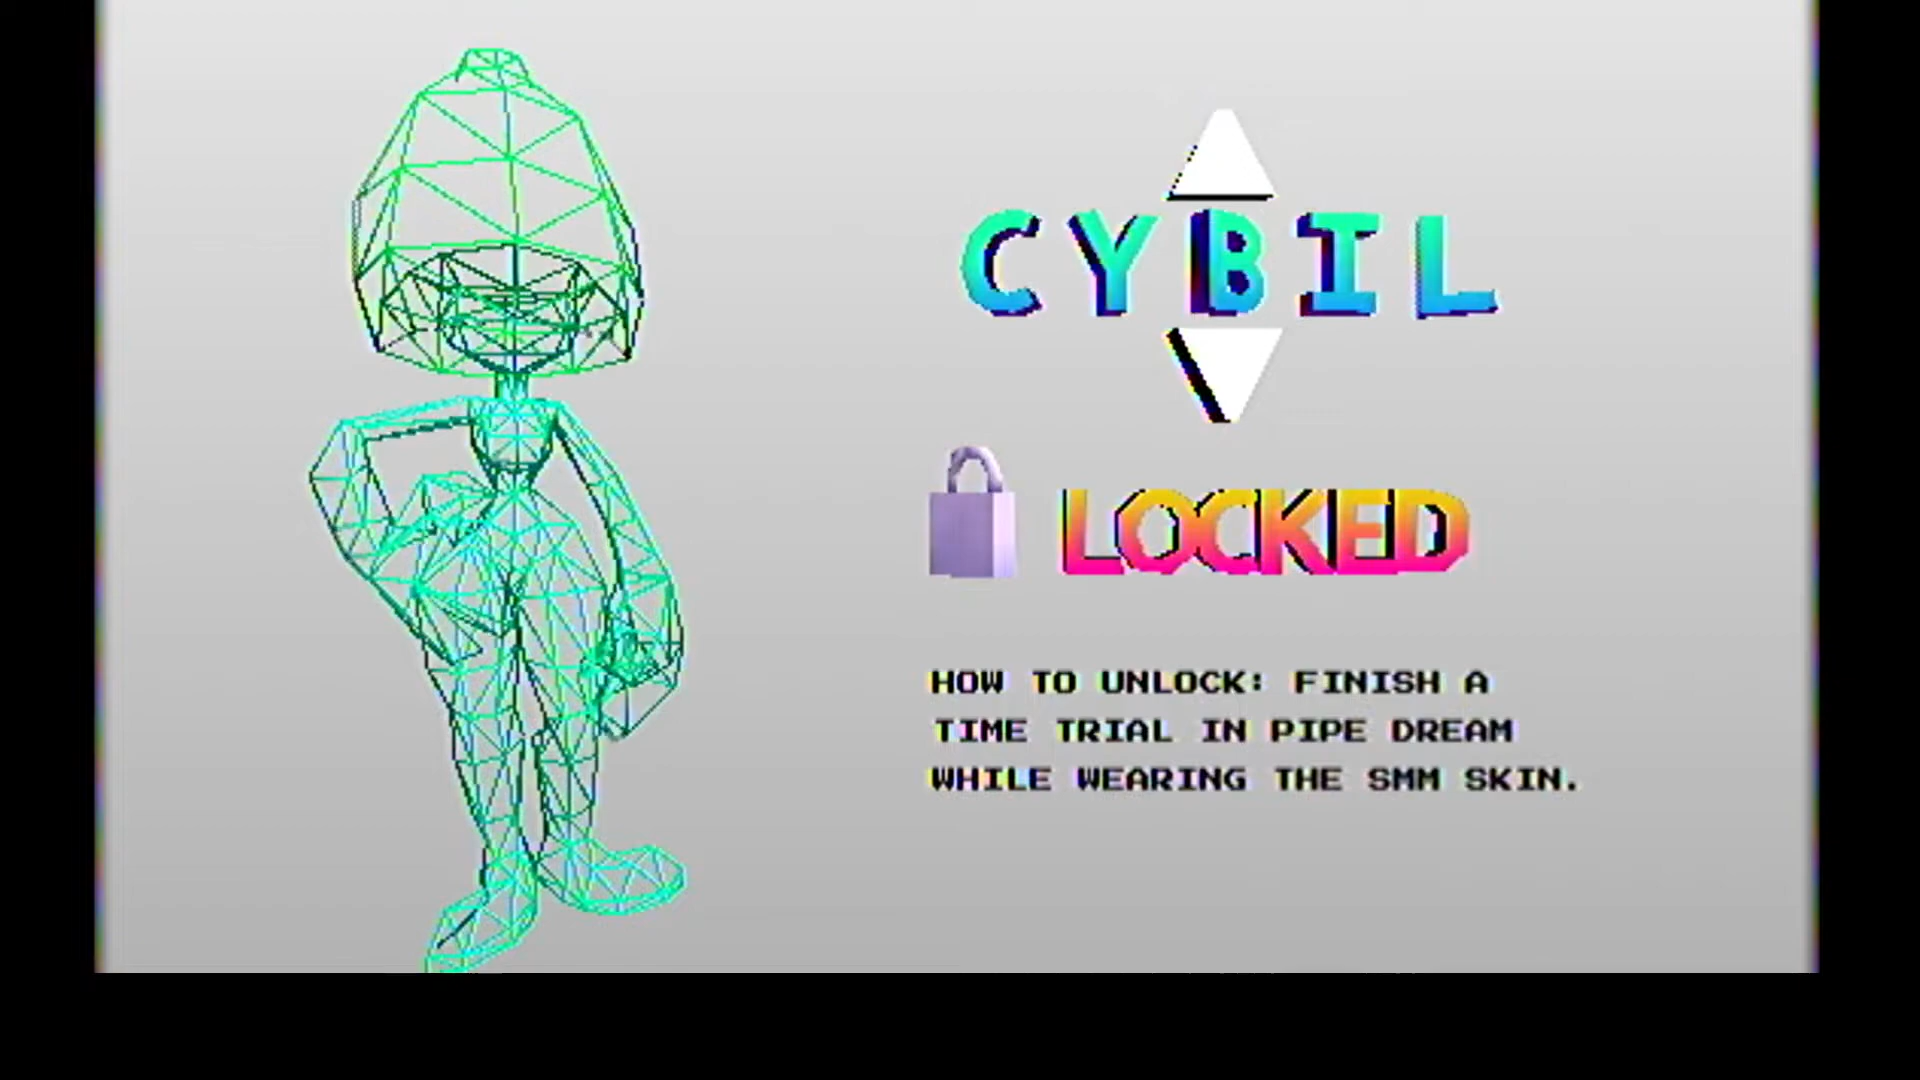 CYBIL
LOCKED
HOW TO UNLOCK: FINISH A
TIME TRIAL IN PIPE DREAM
WHILE WEARING THE SMM SKIN.